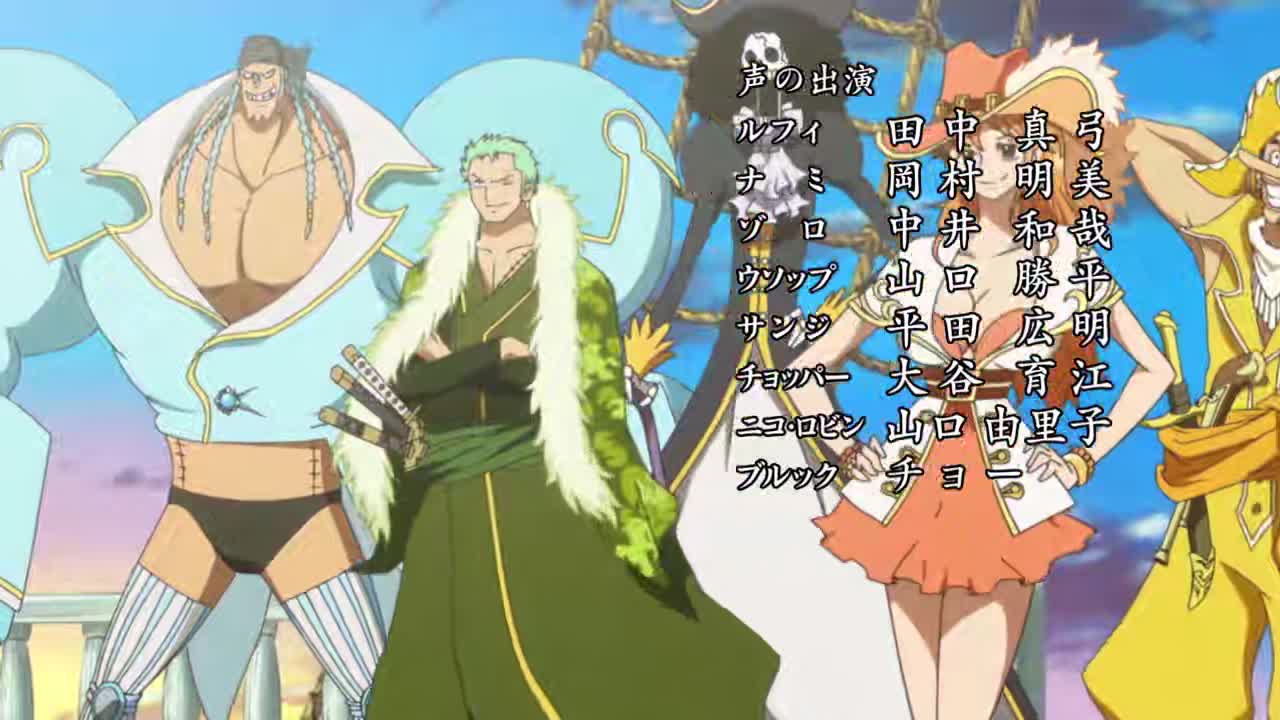 声の出演
ルフィ 田中真弓
ナミ 岡村明美
ゾロ 中井和哉
ウソップ 山口勝平
サンジ 平田広明
チョッパー 大谷育江
ニコ・ロビン 山口由里子
ブルック チョー